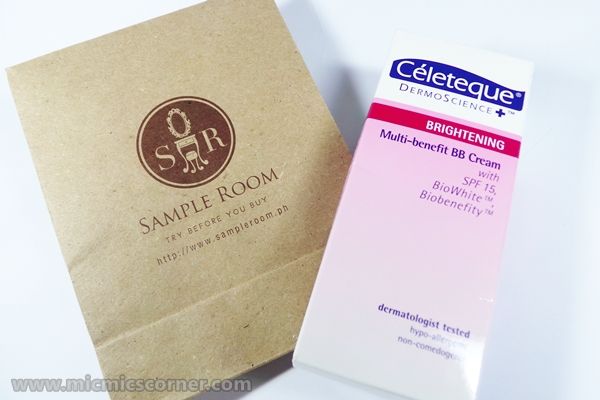 S R
SAMPLE ROOM
TRY BEFORE YOU BUY
http://www.sampleroom.ph
Céleteque®
DERMOSCIENCE+™
BRIGHTENING
Multi-benefit BB Cream
with
SPF 15,
BioWhite™,
Biobenefity™
dermatologist tested
hypo-allergenic
non-comedogenic
www.micmicscorner.com